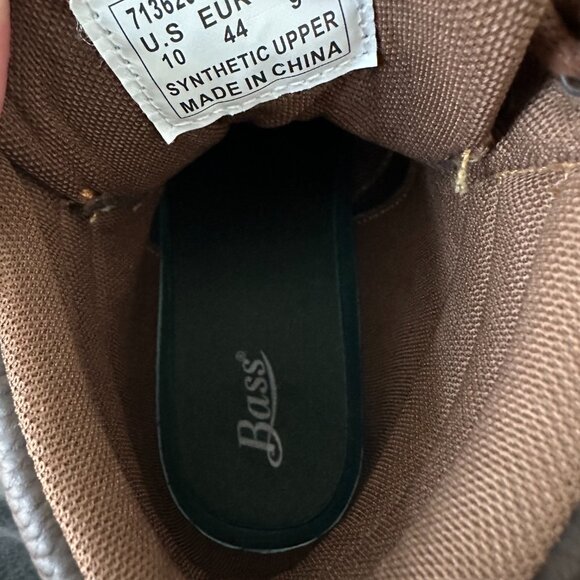 U.S EUR
10 44
SYNTHETIC UPPER
MADE IN CHINA
Bass®